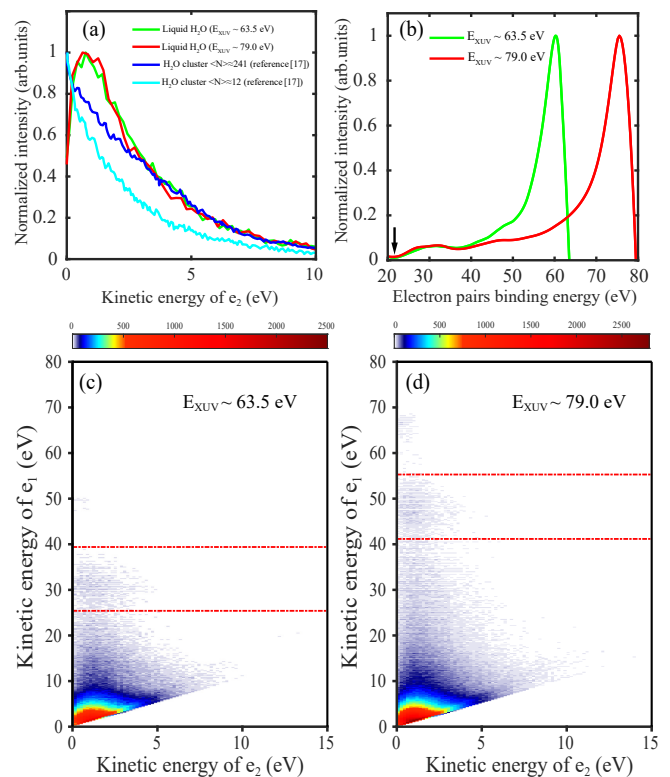 (a)
Liquid H₂O (E_XUV ~ 63.5 eV)
Liquid H₂O (E_XUV ~ 79.0 eV)
H₂O cluster <N>≈241 (reference[17])
H₂O cluster <N>≈12 (reference[17])
Normalized intensity (arb.units)
1
0.8
0.6
0.4
0.2
0
0 5 10
Kinetic energy of e₂ (eV)
(b)
E_XUV ~ 63.5 eV
E_XUV ~ 79.0 eV
Normalized intensity (arb.units)
1
0.8
0.6
0.4
0.2
0
20 30 40 50 60 70 80
Electron pairs binding energy (eV)
0 500 1000 1500 2000 2500
(c)
E_XUV ~ 63.5 eV
Kinetic energy of e₁ (eV)
80
70
60
50
40
30
20
10
0
0 5 10 15
Kinetic energy of e₂ (eV)
0 500 1000 1500 2000 2500
(d)
E_XUV ~ 79.0 eV
Kinetic energy of e₁ (eV)
80
70
60
50
40
30
20
10
0
0 5 10 15
Kinetic energy of e₂ (eV)